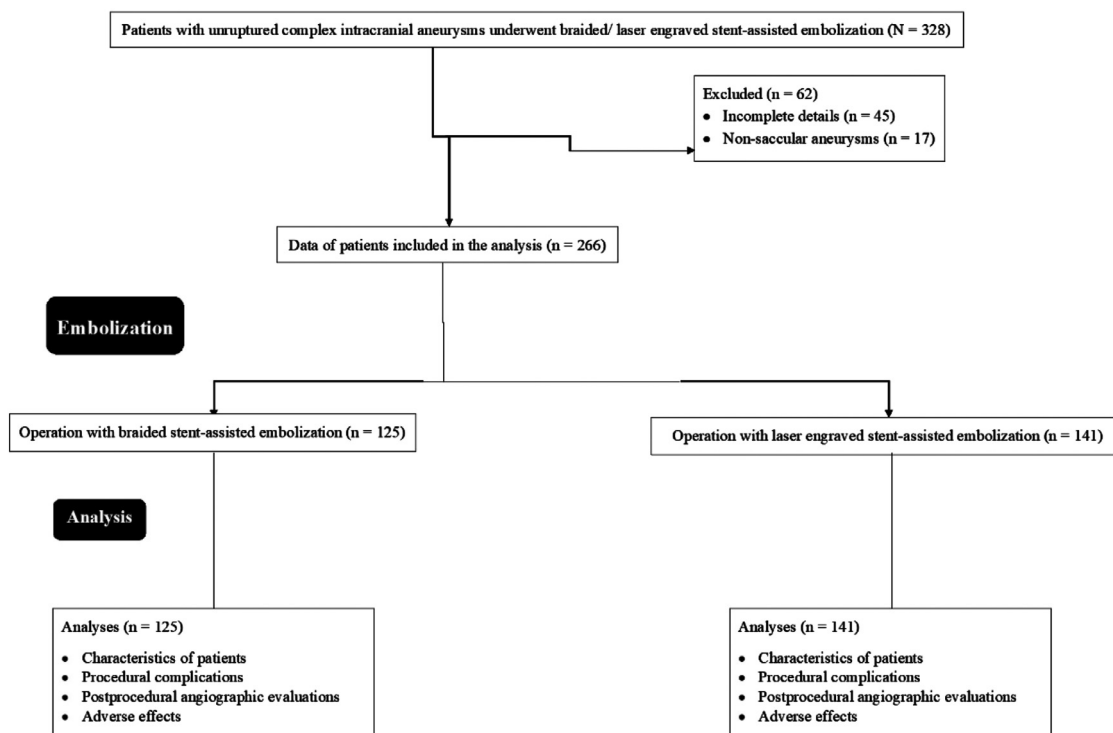 Patients with unruptured complex intracranial aneurysms underwent braided/ laser engraved stent-assisted embolization (N = 328)
Excluded (n = 62)
● Incomplete details (n = 45)
● Non-saccular aneurysms (n = 17)
Data of patients included in the analysis (n = 266)
Embolization
Operation with braided stent-assisted embolization (n = 125)
Operation with laser engraved stent-assisted embolization (n = 141)
Analysis
Analyses (n = 125)
● Characteristics of patients
● Procedural complications
● Postprocedural angiographic evaluations
● Adverse effects
Analyses (n = 141)
● Characteristics of patients
● Procedural complications
● Postprocedural angiographic evaluations
● Adverse effects